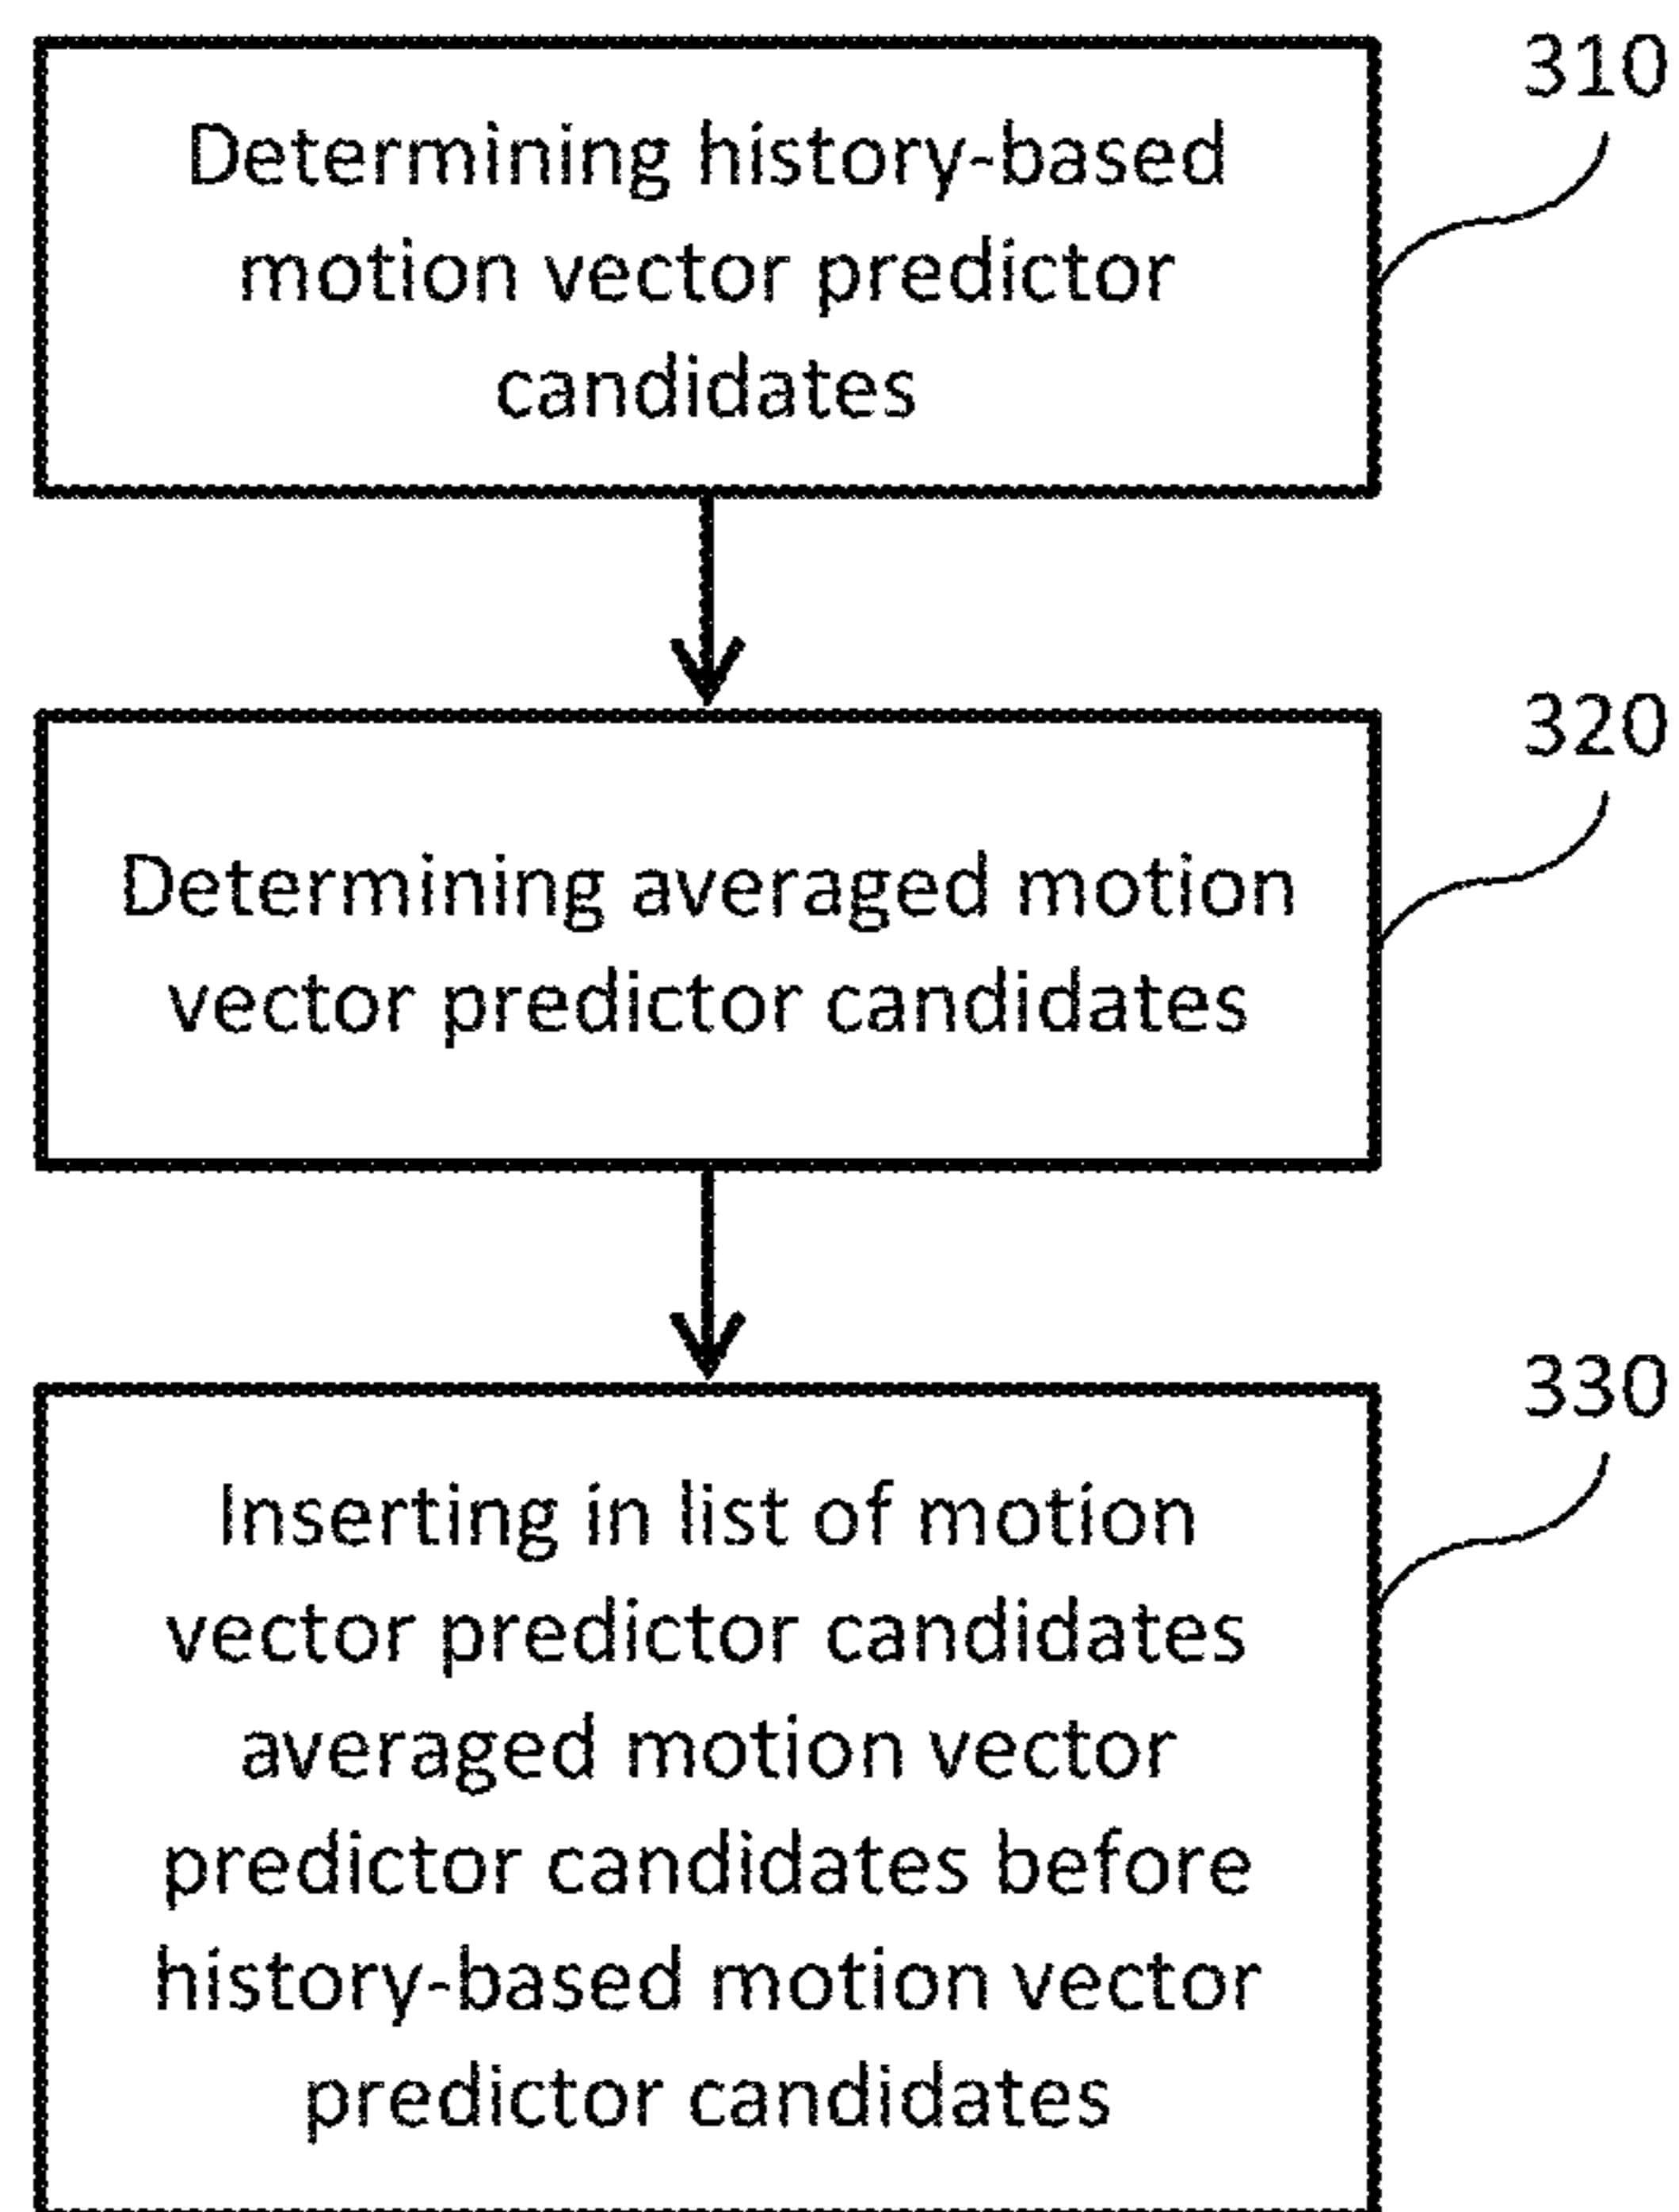 310
Determining history-based
motion vector predictor
candidates
320
Determining averaged motion
vector predictor candidates
330
Inserting in list of motion
vector predictor candidates
averaged motion vector
predictor candidates before
history-based motion vector
predictor candidates